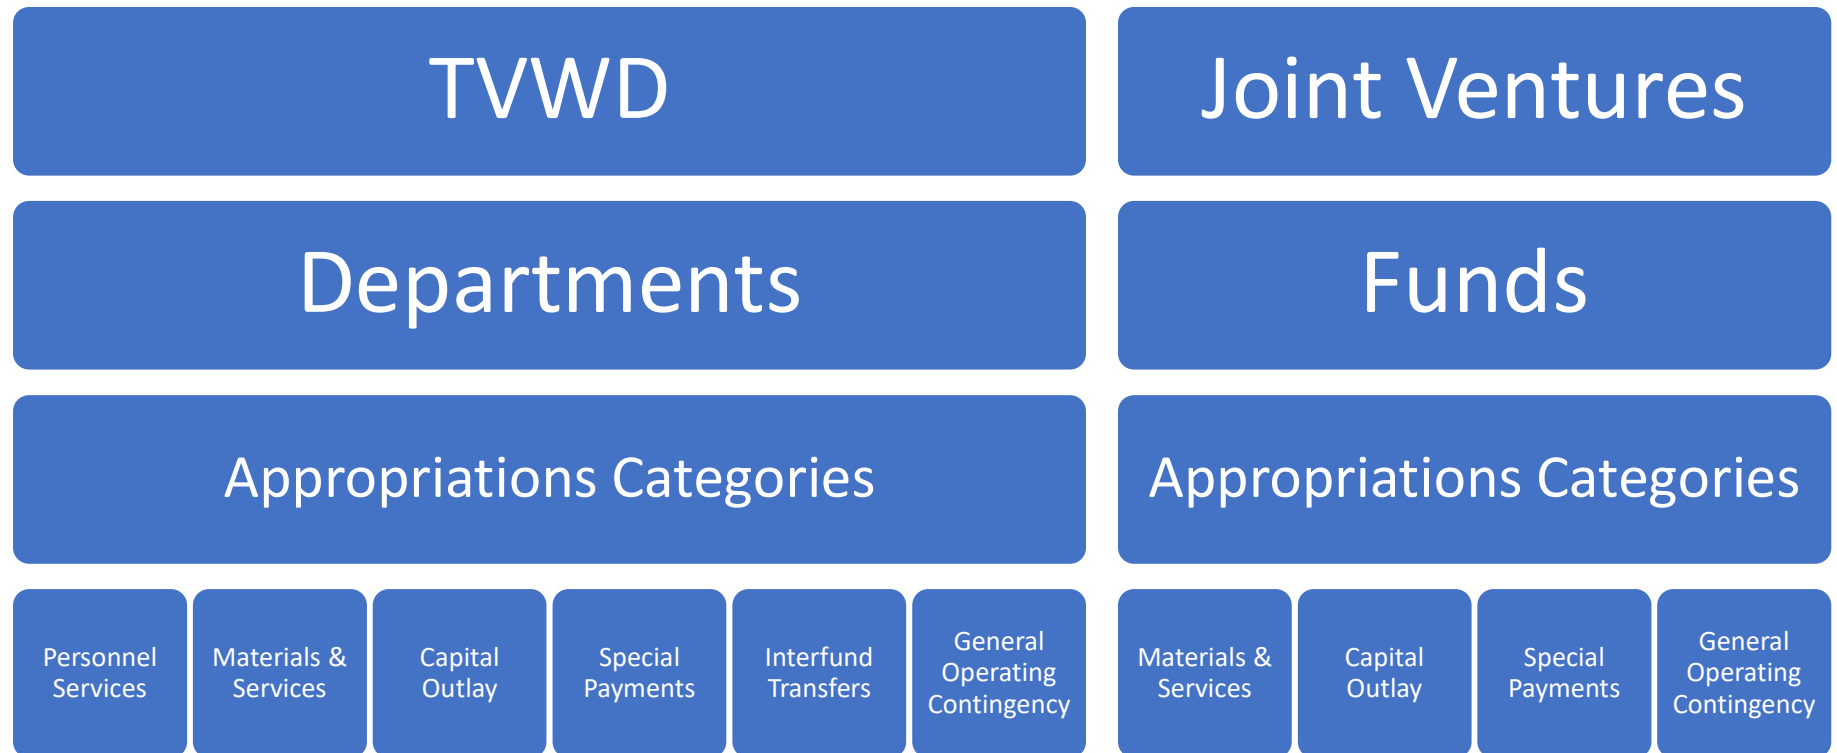 TVWD
Joint Ventures
Departments
Funds
Appropriations Categories
Appropriations Categories
Personnel
Services
Materials &
Services
Capital
Outlay
Special
Payments
Interfund
Transfers
General
Operating
Contingency
Materials &
Services
Capital
Outlay
Special
Payments
General
Operating
Contingency